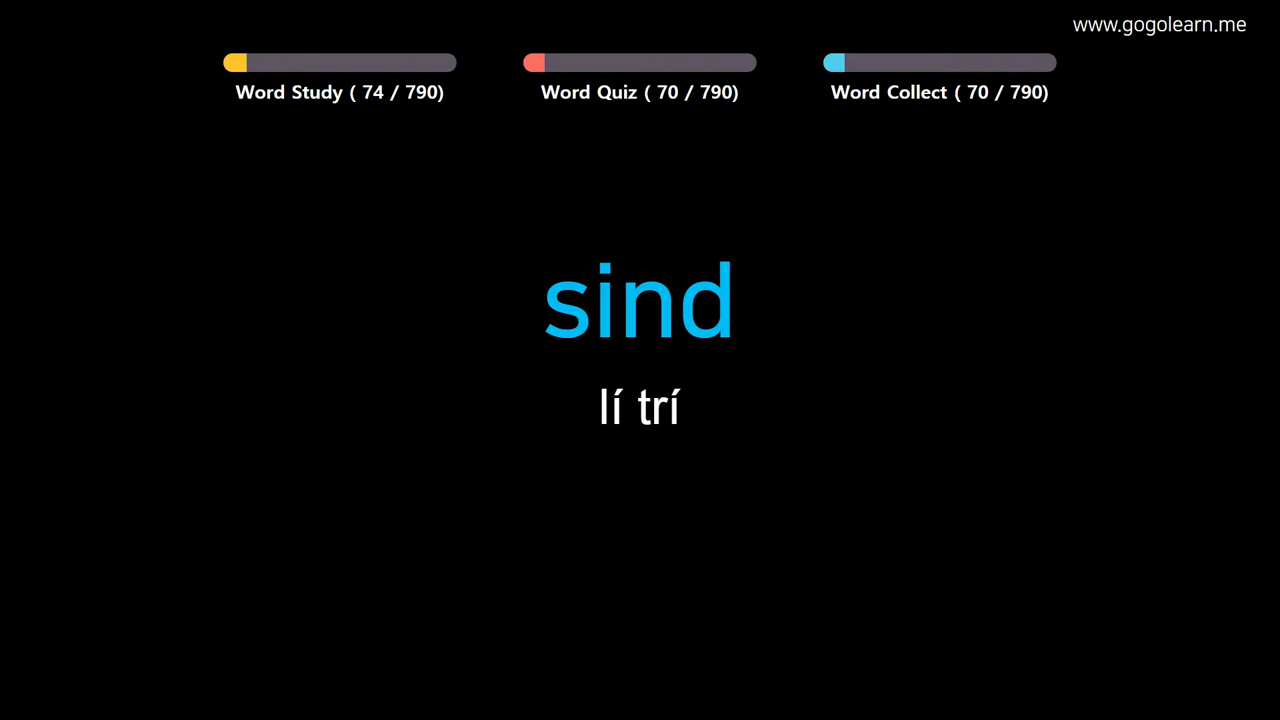 www.gogolearn.me
Word Study ( 74 / 790)
Word Quiz ( 70 / 790)
Word Collect ( 70 / 790)
sind
lí trí